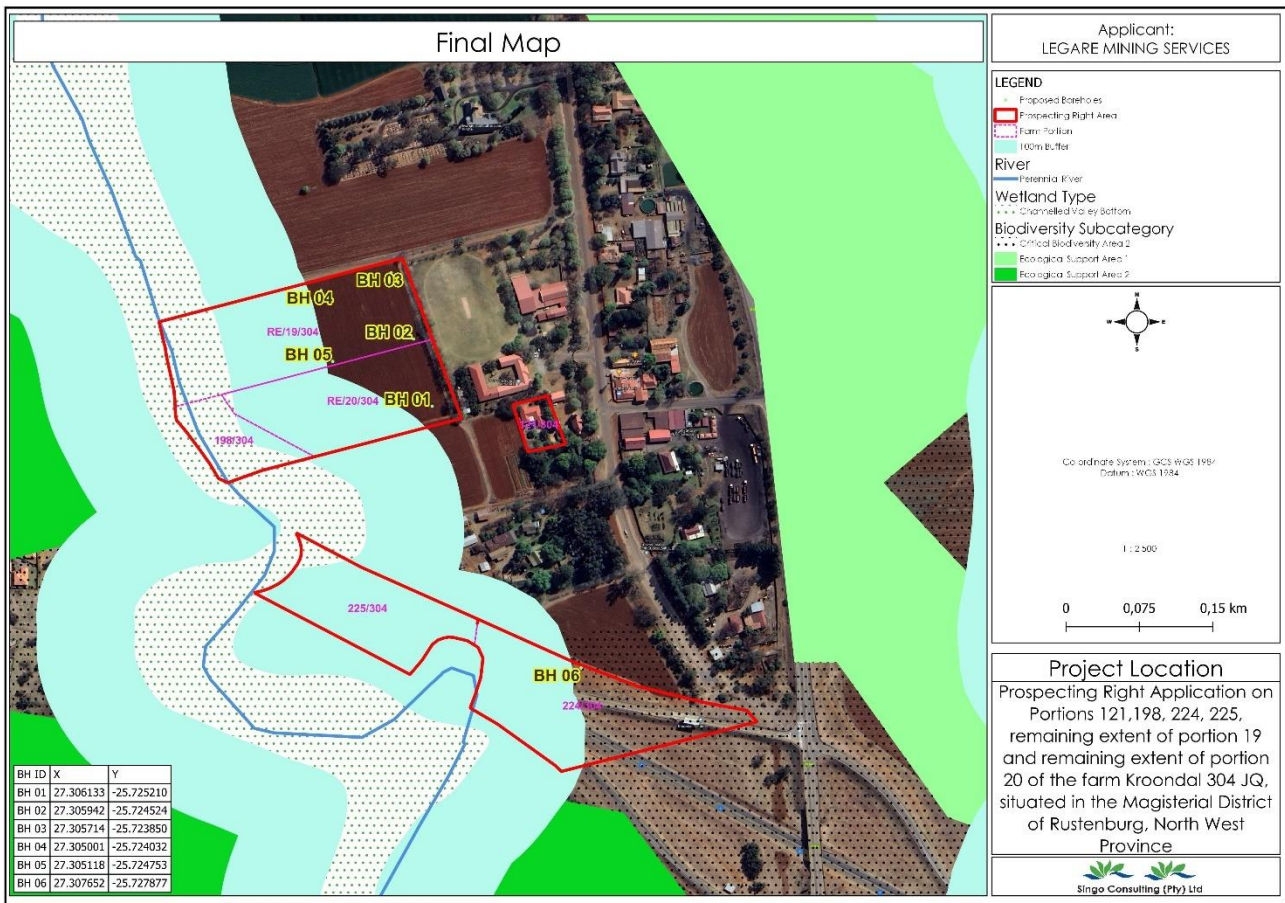 Final Map
Applicant:
LEGARE MINING SERVICES
LEGEND
Proposed Boreholes
Prospecting Right Area
Farm Portion
100m Buffer
River
Perennial River
Wetland Type
Channelled Valley Bottom
Biodiversity Subcategory
Critical Biodiversity Area 2
Ecological Support Area 1
Ecological Support Area 2
N
W E
S
Coordinate System : GCS WGS 1984
Datum : WGS 1984
1 : 2 500
0 0,075 0,15 km
Project Location
Prospecting Right Application on
Portions 121,198, 224, 225,
remaining extent of portion 19
and remaining extent of portion
20 of the farm Kroondal 304 JQ,
situated in the Magisterial District
of Rustenburg, North West
Province
Singo Consulting (Pty) Ltd
BH 03
BH 04
RE/19/304
BH 02
BH 05
RE/20/304
BH 01
198/304
225/304
BH 06
224/304
BH ID X Y
BH 01 27.306133 -25.725210
BH 02 27.305942 -25.724524
BH 03 27.305714 -25.723850
BH 04 27.305001 -25.724032
BH 05 27.305118 -25.724753
BH 06 27.307652 -25.727877